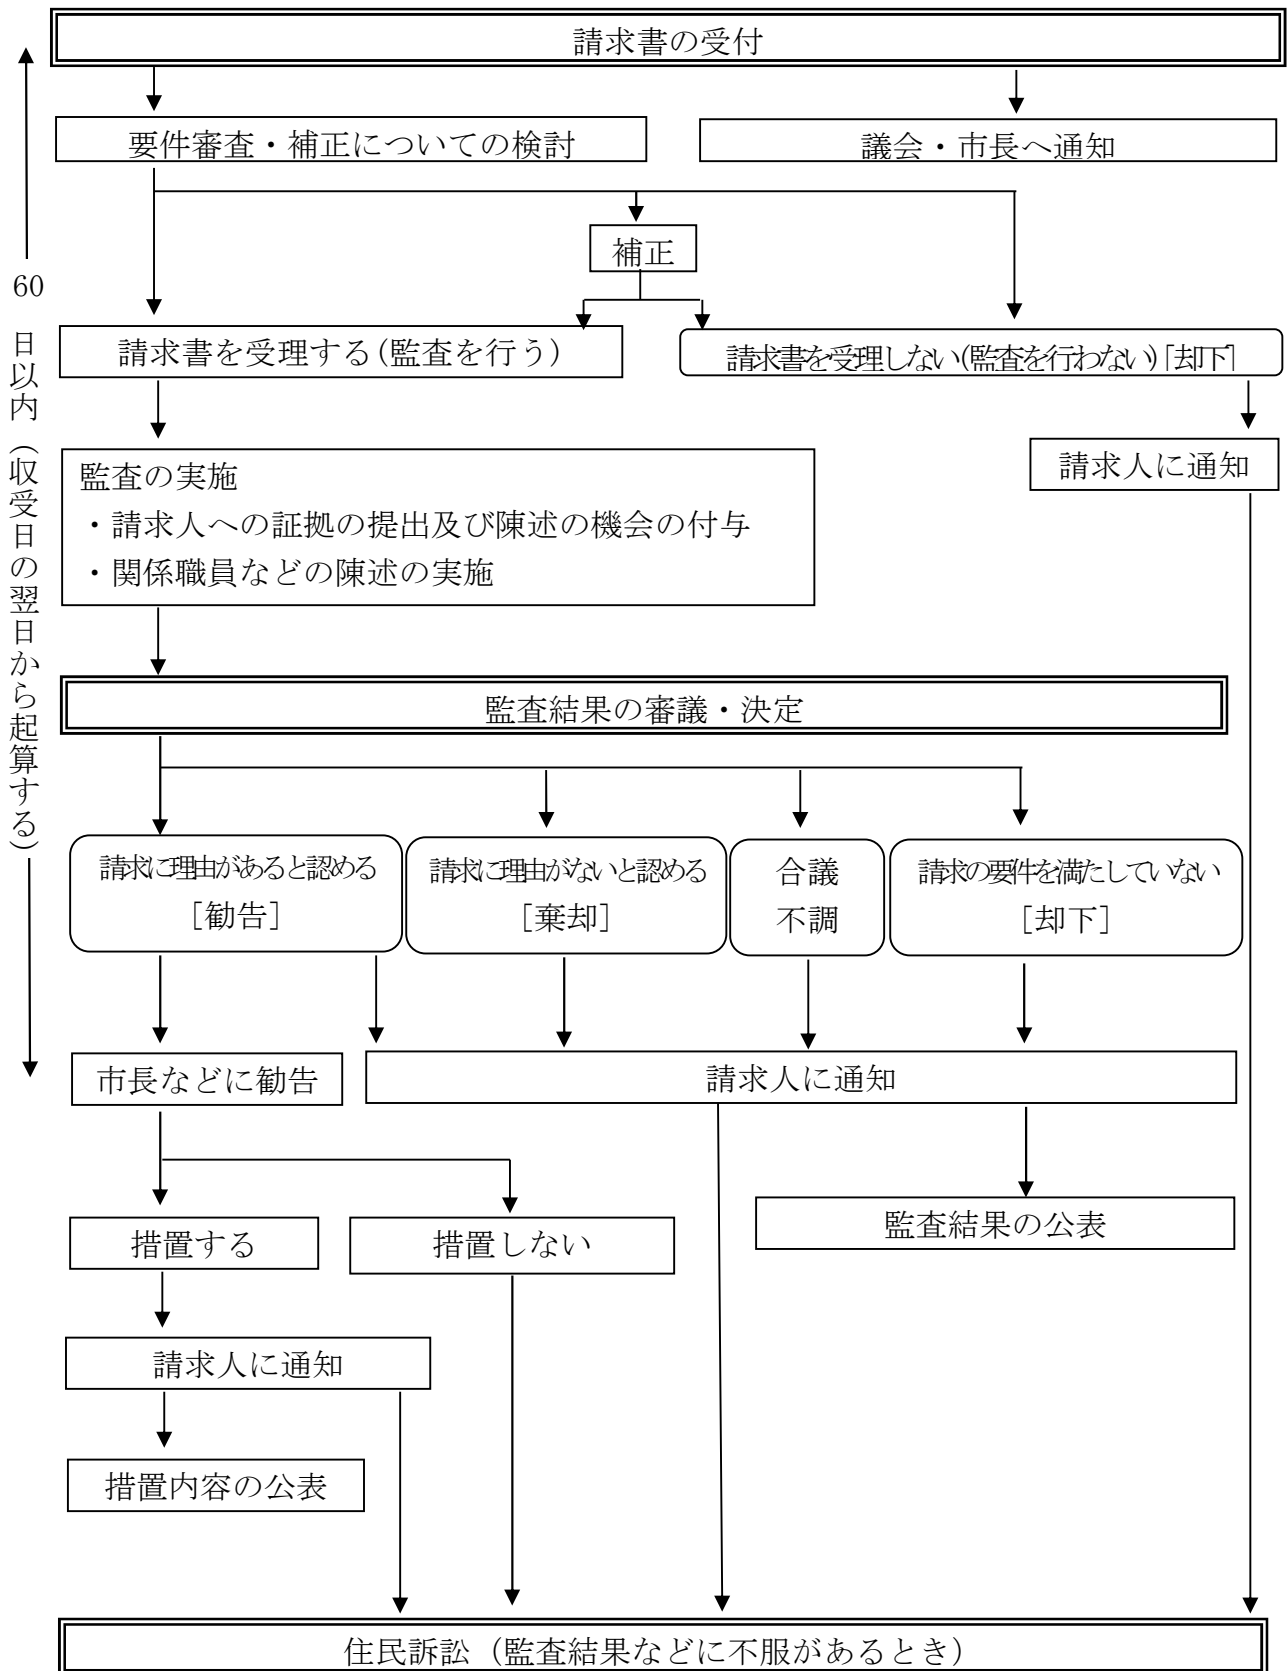 請求書の受付
要件審査・補正についての検討
議会・市長へ通知
補正
60日以内（収受日の翌日から起算する）
請求書を受理する(監査を行う)
請求書を受理しない(監査を行わない)「却下」
請求人に通知
監査の実施
・請求人への証拠の提出及び陳述の機会の付与
・関係職員などの陳述の実施
監査結果の審議・決定
請求に理由があると認める
[勧告]
請求に理由がないと認める
[棄却]
合議
不調
請求の要件を満たしていない
[却下]
市長などに勧告
請求人に通知
監査結果の公表
措置する
措置しない
請求人に通知
措置内容の公表
住民訴訟（監査結果などに不服があるとき）